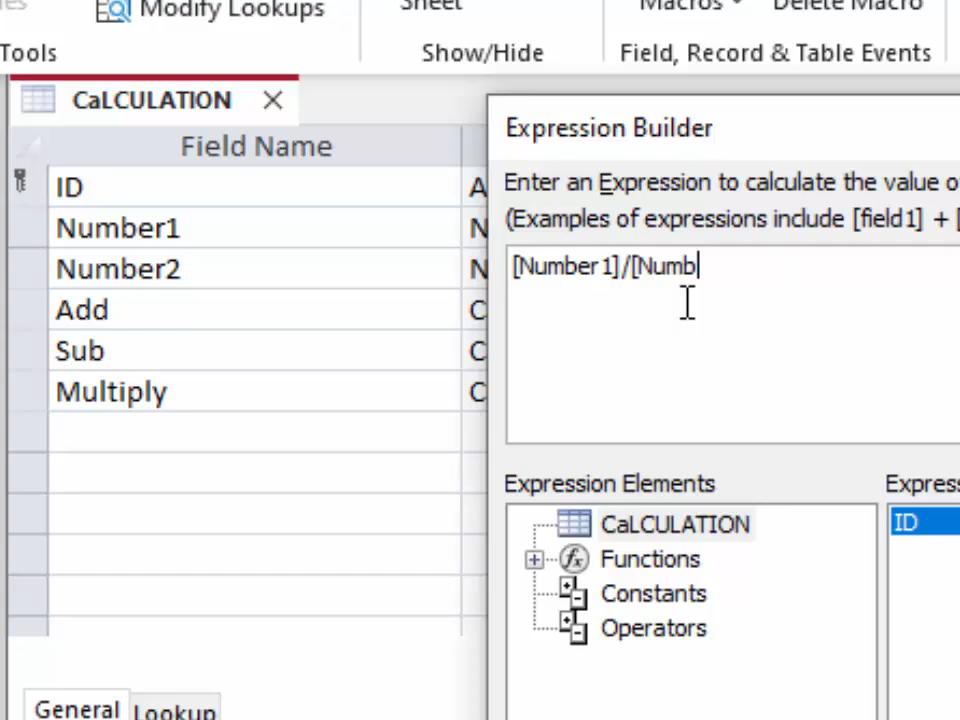 Modify Lookups
Sheet
Macros
Delete Macro
Tools
Show/Hide
Field, Record & Table Events
CaLCULATION
Field Name
ID
Number1
Number2
Add
Sub
Multiply
General
Lookup
Expression Builder
Enter an Expression to calculate the value
(Examples of expressions include [field1] + [
[Number1]/[Numb
Expression Elements
CaLCULATION
Functions
Constants
Operators
Express
ID